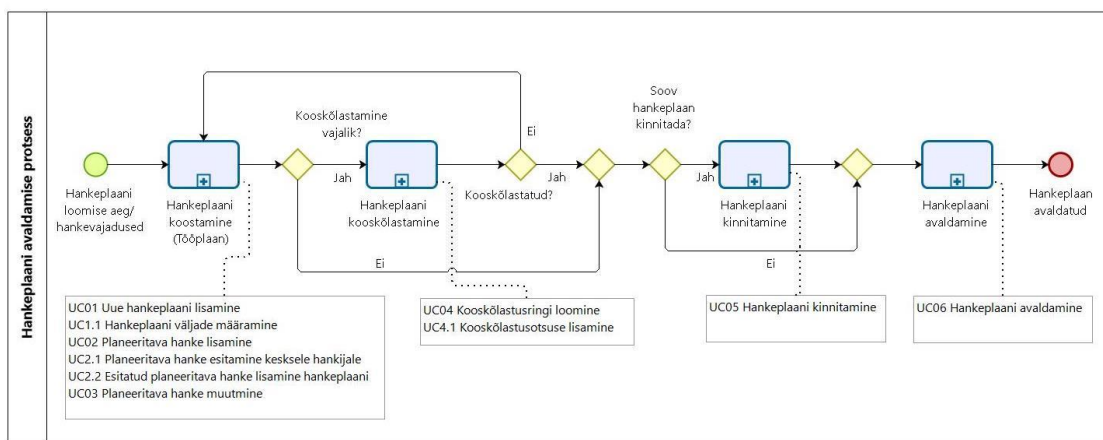 Hankeplaani avaldamise protsess
Hankeplaani
loomise aeg/
hankevajadused
Hankeplaani
koostamine
(Tööplaan)
Kooskõlastamine
vajalik?
Jah
Ei
Hankeplaani
kooskõlastamine
Ei
Kooskõlastatud?
Jah
Soov
hankeplaan
kinnitada?
Jah
Ei
Hankeplaani
kinnitamine
Hankeplaani
avaldamine
Hankeplaan
avaldatud
UC01 Uue hankeplaani lisamine
UC1.1 Hankeplaani väljade määramine
UC02 Planeeritava hanke lisamine
UC2.1 Planeeritava hanke esitamine kesksele hankijale
UC2.2 Esitatud planeeritava hanke lisamine hankeplaani
UC03 Planeeritava hanke muutmine
UC04 Kooskõlastusringi loomine
UC4.1 Kooskõlastusotsuse lisamine
UC05 Hankeplaani kinnitamine
UC06 Hankeplaani avaldamine